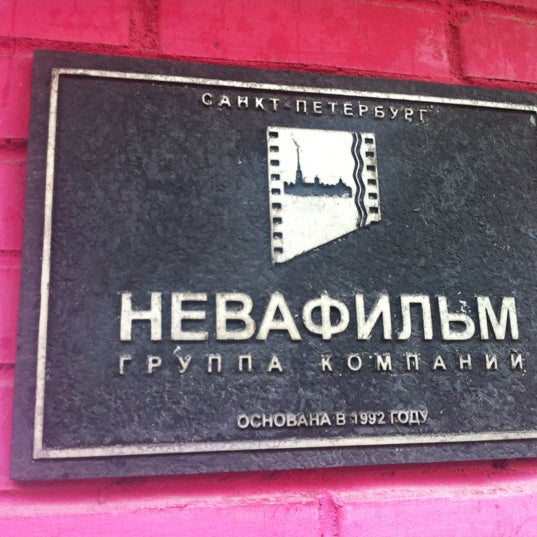 САНКТ-ПЕТЕРБУРГ
НЕВАФИЛЬМ
ГРУППА КОМПАНИЙ
ОСНОВАНА В 1992 ГОДУ